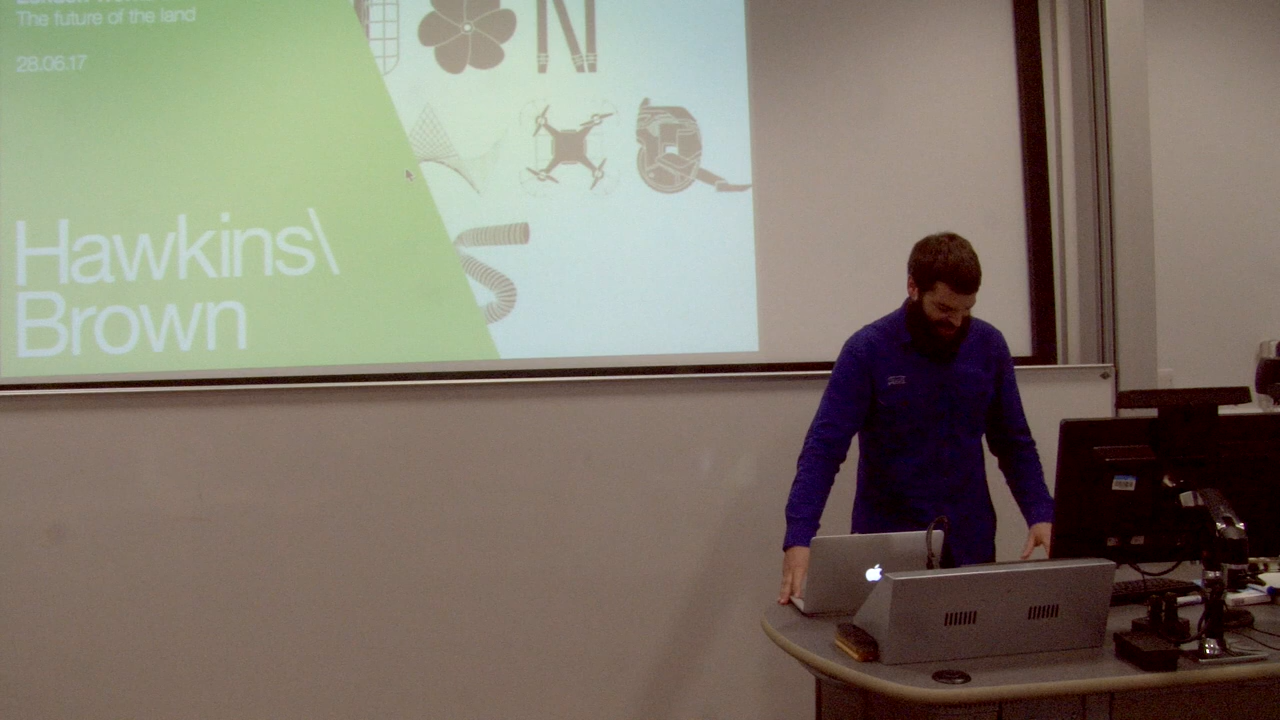 The future of the land
28.06.17
Hawkins\
Brown